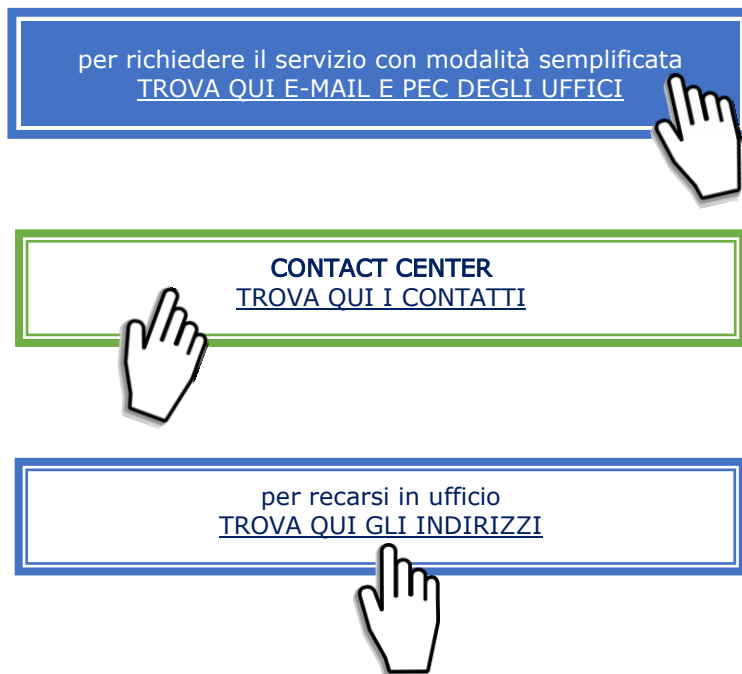 per richiedere il servizio con modalità semplificata
TROVA QUI E-MAIL E PEC DEGLI UFFICI
CONTACT CENTER
TROVA QUI I CONTATTI
per recarsi in ufficio
TROVA QUI GLI INDIRIZZI